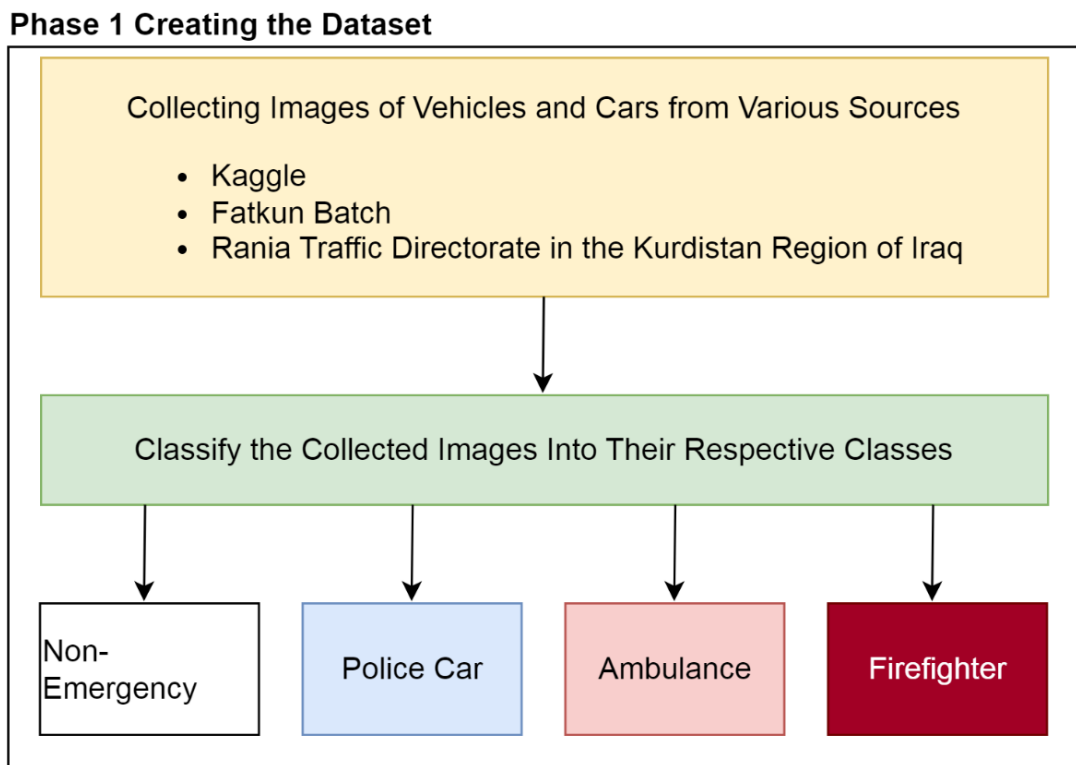 Phase 1 Creating the Dataset
Collecting Images of Vehicles and Cars from Various Sources
• Kaggle
• Fatkun Batch
• Rania Traffic Directorate in the Kurdistan Region of Iraq
Classify the Collected Images Into Their Respective Classes
Non-
Emergency
Police Car
Ambulance
Firefighter